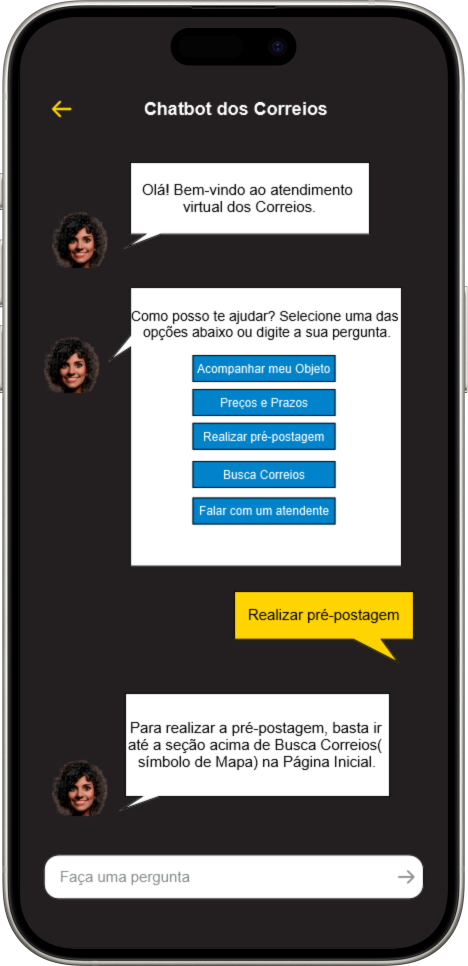 Chatbot dos Correios
Olá! Bem-vindo ao atendimento
virtual dos Correios.
Como posso te ajudar? Selecione uma das
opções abaixo ou digite a sua pergunta.
Acompanhar meu Objeto
Preços e Prazos
Realizar pré-postagem
Busca Correios
Falar com um atendente
Realizar pré-postagem
Para realizar a pré-postagem, basta ir
até a seção acima de Busca Correios(
símbolo de Mapa) na Página Inicial.
Faça uma pergunta